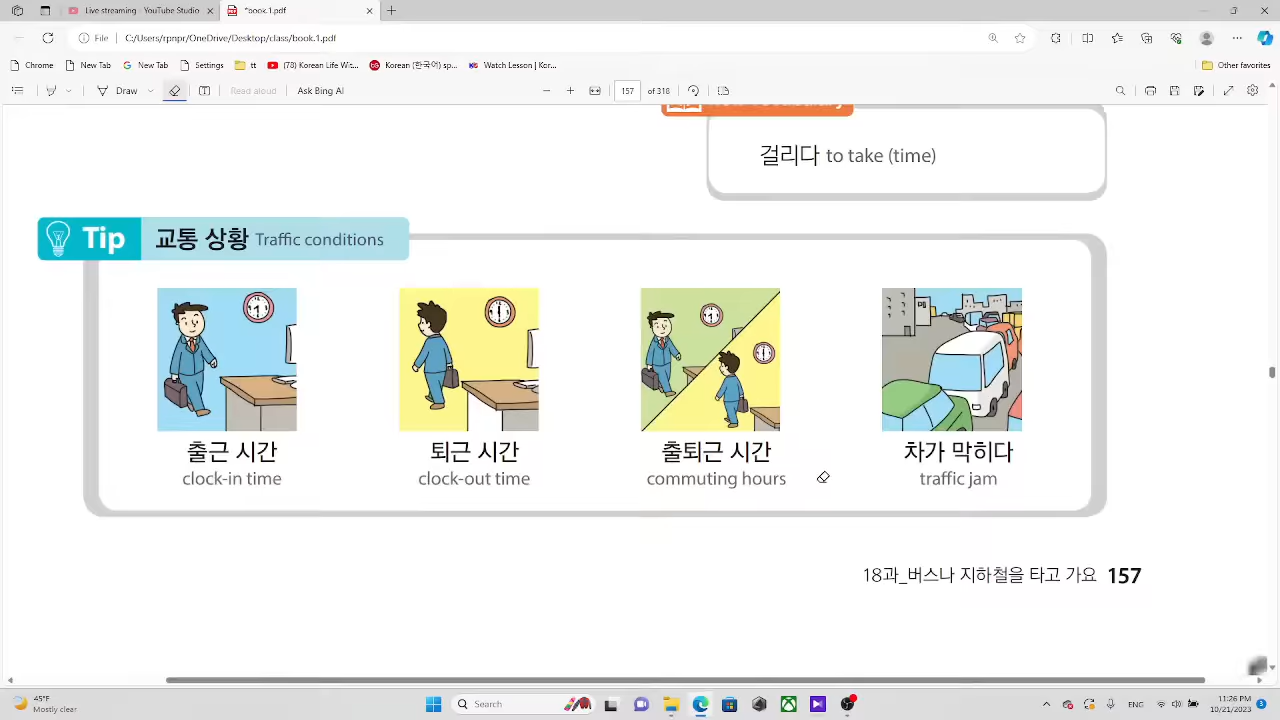 Live streaming - YouTube Studio
*book.1.pdf
File
C:/Users/rpnpr/OneDrive/Desktop/class/book.1.pdf
Chrome
New Tab
New Tab
Settings
tt
(78) Korean Life Wit...
Korean (한국어) sp...
Watch Lesson | Kor...
Other favorites
Draw
Read aloud
Ask Bing AI
157 of 318
걸리다 to take (time)
Tip 교통 상황 Traffic conditions
출근 시간
clock-in time
퇴근 시간
clock-out time
출퇴근 시간
commuting hours
차가 막히다
traffic jam
18과_버스나 지하철을 타고 가요 157
45°F
Mostly clear
Search
ENG
11:26 PM
10/22/2023